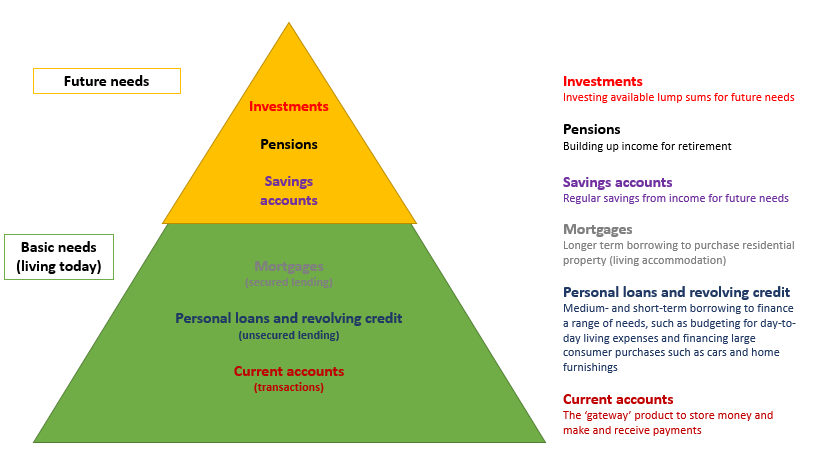 Future needs
Investments
Pensions
Savings
accounts
Basic needs
(living today)
Mortgages
(secured lending)
Personal loans and revolving credit
(unsecured lending)
Current accounts
(transactions)
Investments
Investing available lump sums for future needs
Pensions
Building up income for retirement
Savings accounts
Regular savings from income for future needs
Mortgages
Longer term borrowing to purchase residential
property (living accommodation)
Personal loans and revolving credit
Medium- and short-term borrowing to finance
a range of needs, such as budgeting for day-to-
day living expenses and financing large
consumer purchases such as cars and home
furnishings
Current accounts
The ‘gateway’ product to store money and
make and receive payments